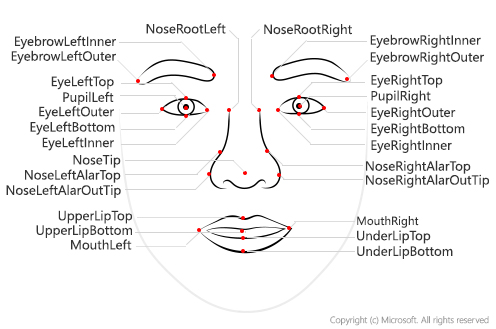 NoseRootLeft
NoseRootRight
EyebrowLeftInner
EyebrowLeftOuter
EyebrowRightInner
EyebrowRightOuter
EyeLeftTop
PupilLeft
EyeLeftOuter
EyeLeftBottom
EyeLeftInner
EyeRightTop
PupilRight
EyeRightOuter
EyeRightBottom
EyeRightInner
NoseTip
NoseLeftAlarTop
NoseLeftAlarOutTip
NoseRightAlarTop
NoseRightAlarOutTip
UpperLipTop
UpperLipBottom
MouthLeft
MouthRight
UnderLipTop
UnderLipBottom
Copyright (c) Microsoft. All rights reserved